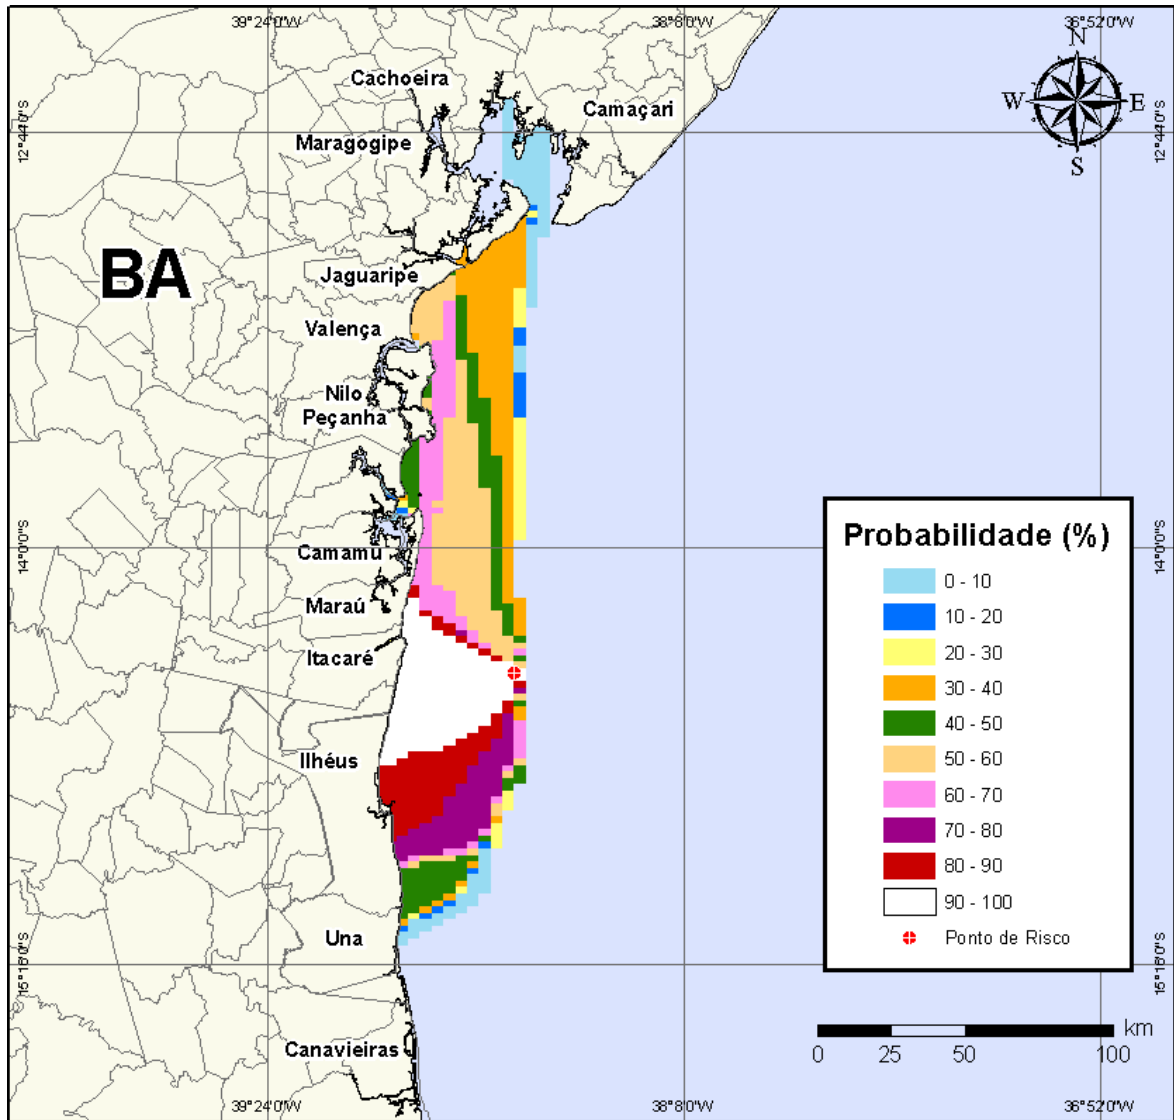 39°24'0"W
38°8'0"W
36°52'0"W
N
W
E
S
12°44'0"S
12°44'0"S
Cachoeira
Camaçari
Maragogipe
BA
Jaguaripe
Valença
Nilo
Peçanha
14°0'0"S
14°0'0"S
Camamu
Maraú
Itacaré
Ilhéus
Una
Canavieiras
15°16'0"S
15°16'0"S
Probabilidade (%)
0 - 10
10 - 20
20 - 30
30 - 40
40 - 50
50 - 60
60 - 70
70 - 80
80 - 90
90 - 100
Ponto de Risco
km
0 25 50 100
39°24'0"W
38°8'0"W
36°52'0"W